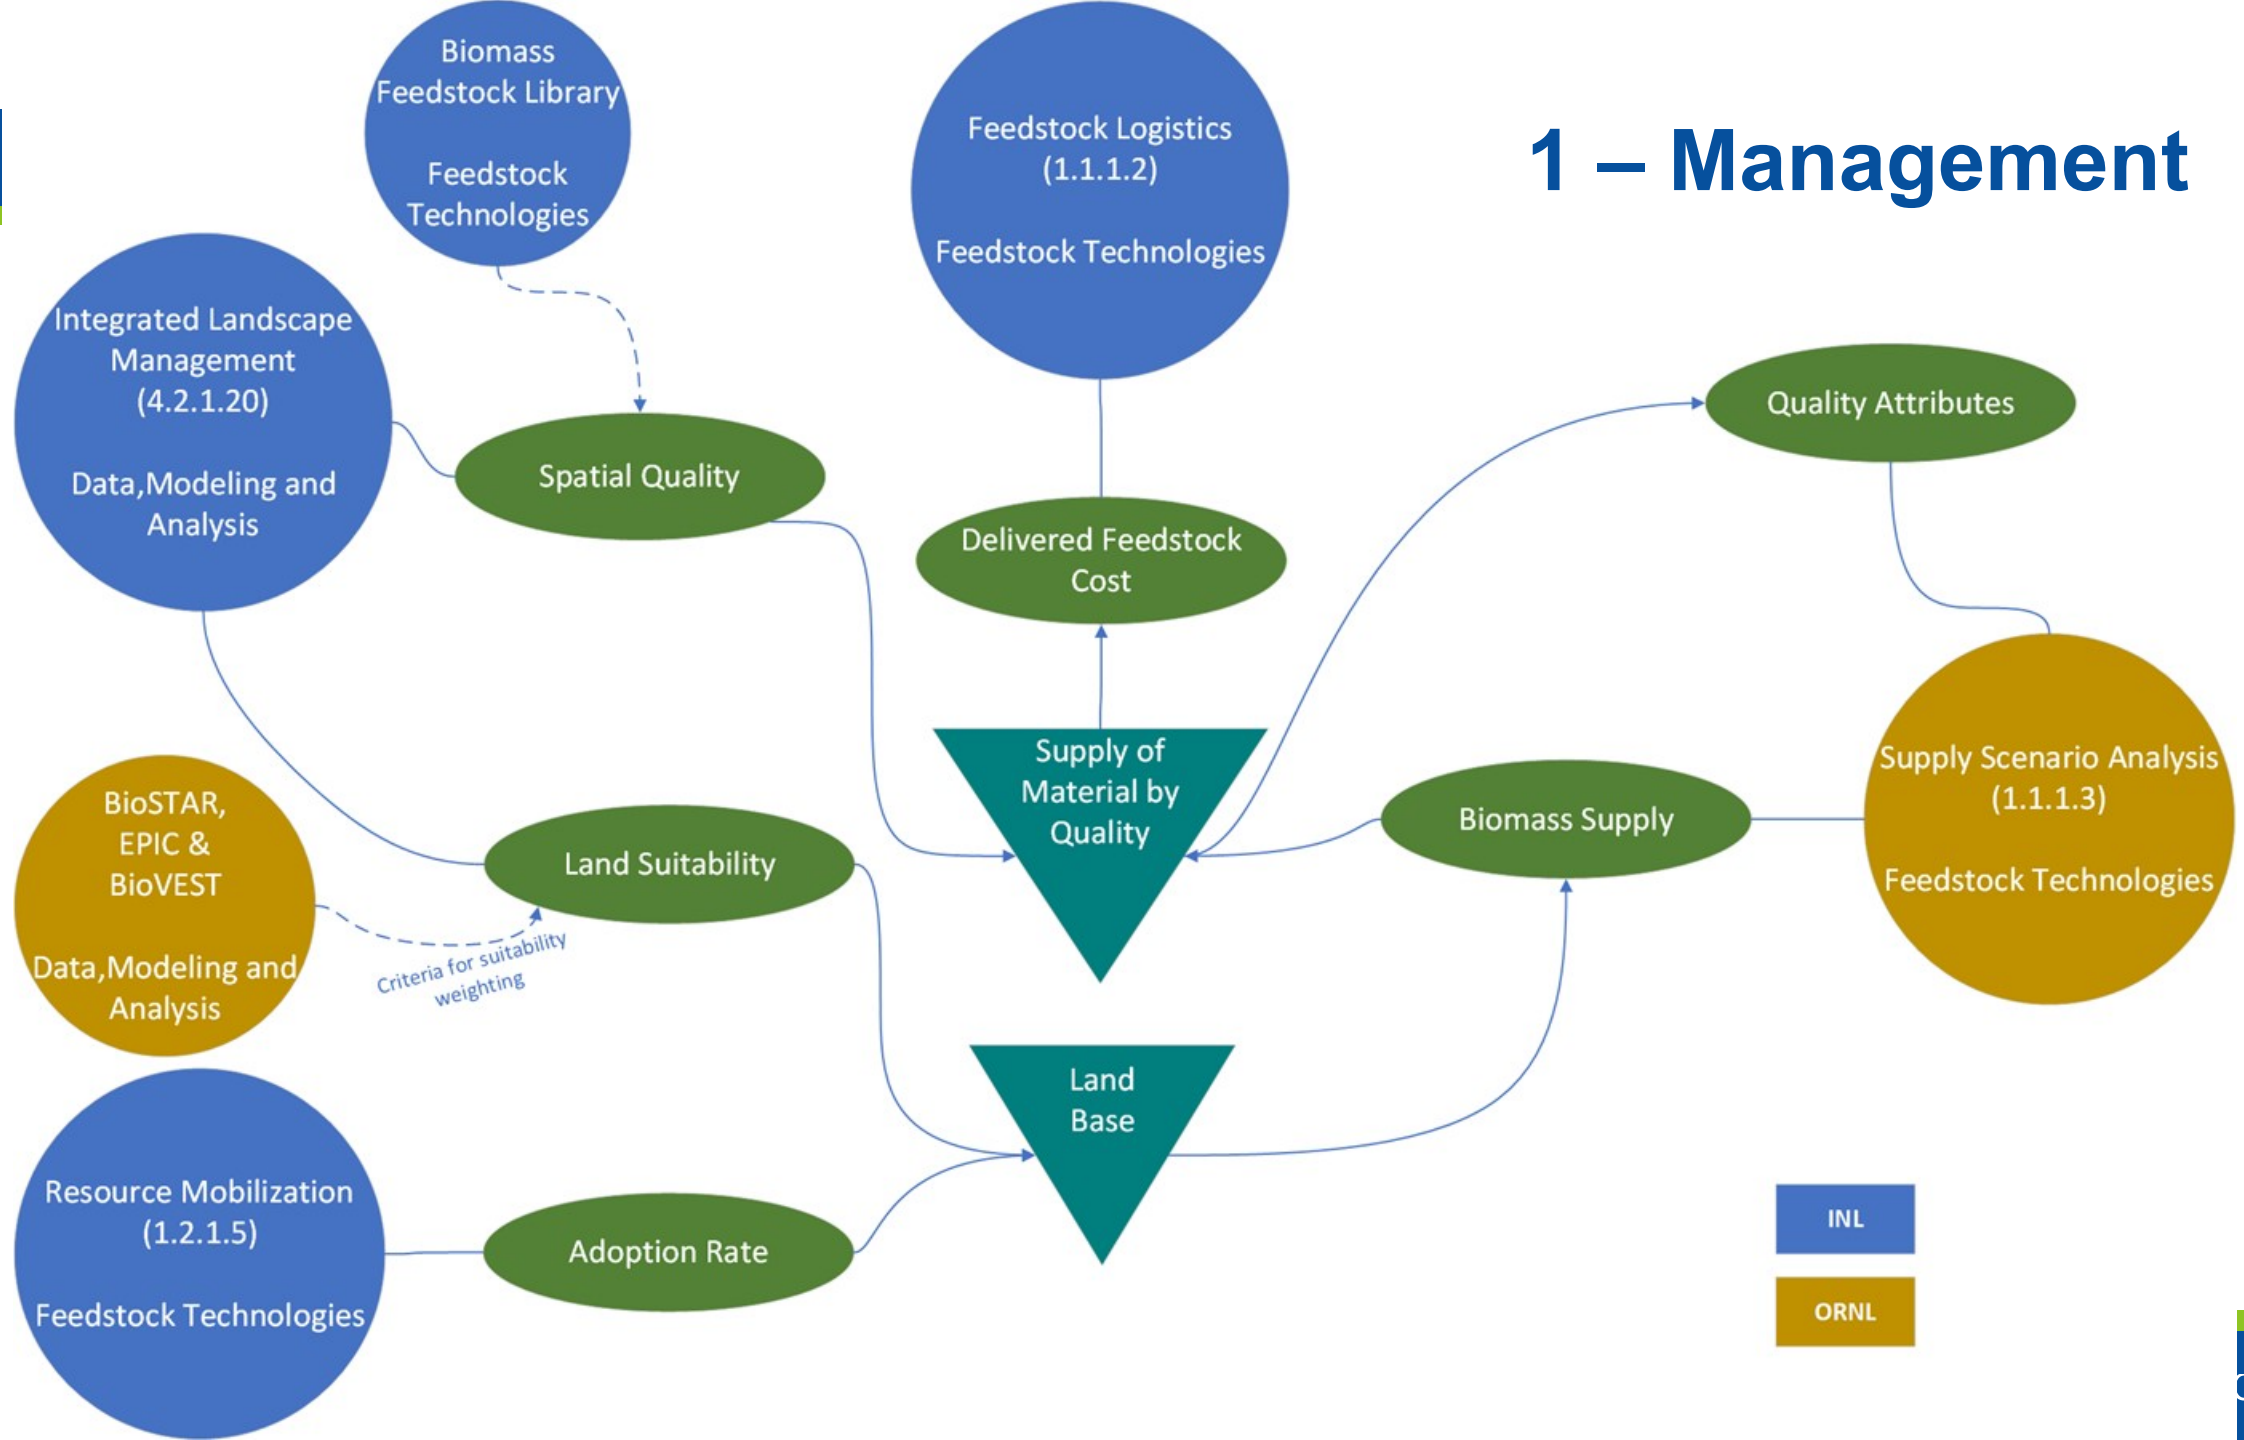 1 – Management
Biomass
Feedstock Library
Feedstock
Technologies
Feedstock Logistics
(1.1.1.2)
Feedstock Technologies
Integrated Landscape
Management
(4.2.1.20)
Data,Modeling and
Analysis
Spatial Quality
Delivered Feedstock
Cost
Quality Attributes
Supply of
Material by
Quality
Biomass Supply
Supply Scenario Analysis
(1.1.1.3)
Feedstock Technologies
BioSTAR,
EPIC &
BioVEST
Data,Modeling and
Analysis
Land Suitability
Criteria for suitability
weighting
Land
Base
Resource Mobilization
(1.2.1.5)
Feedstock Technologies
Adoption Rate
INL
ORNL